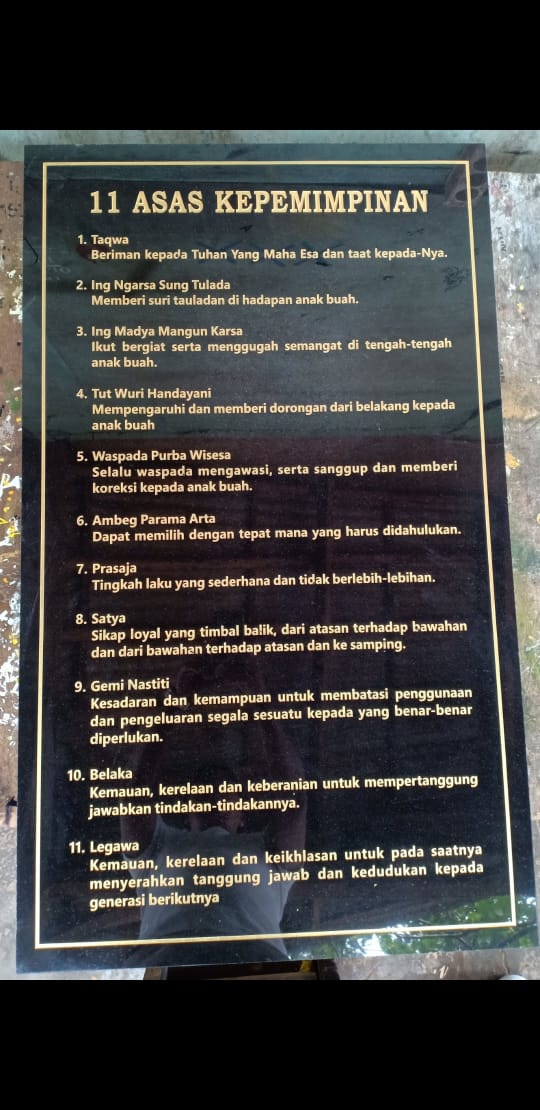 11 ASAS KEPEMIMPINAN
1. Taqwa
Beriman kepada Tuhan Yang Maha Esa dan taat kepada-Nya.
2. Ing Ngarsa Sung Tulada
Memberi suri tauladan di hadapan anak buah.
3. Ing Madya Mangun Karsa
Ikut bergiat serta menggugah semangat di tengah-tengah
anak buah.
4. Tut Wuri Handayani
Mempengaruhi dan memberi dorongan dari belakang kepada
anak buah
5. Waspada Purba Wisesa
Selalu waspada mengawasi, serta sanggup dan memberi
koreksi kepada anak buah.
6. Ambeg Parama Arta
Dapat memilih dengan tepat mana yang harus didahulukan.
7. Prasaja
Tingkah laku yang sederhana dan tidak berlebih-lebihan.
8. Satya
Sikap loyal yang timbal balik, dari atasan terhadap bawahan
dan dari bawahan terhadap atasan dan ke samping.
9. Gemi Nastiti
Kesadaran dan kemampuan untuk membatasi penggunaan
dan pengeluaran segala sesuatu kepada yang benar-benar
diperlukan.
10. Belaka
Kemauan, kerelaan dan keberanian untuk mempertanggung
jawabkan tindakan-tindakannya.
11. Legawa
Kemauan, kerelaan dan keikhlasan untuk pada saatnya
menyerahkan tanggung jawab dan kedudukan kepada
generasi berikutnya